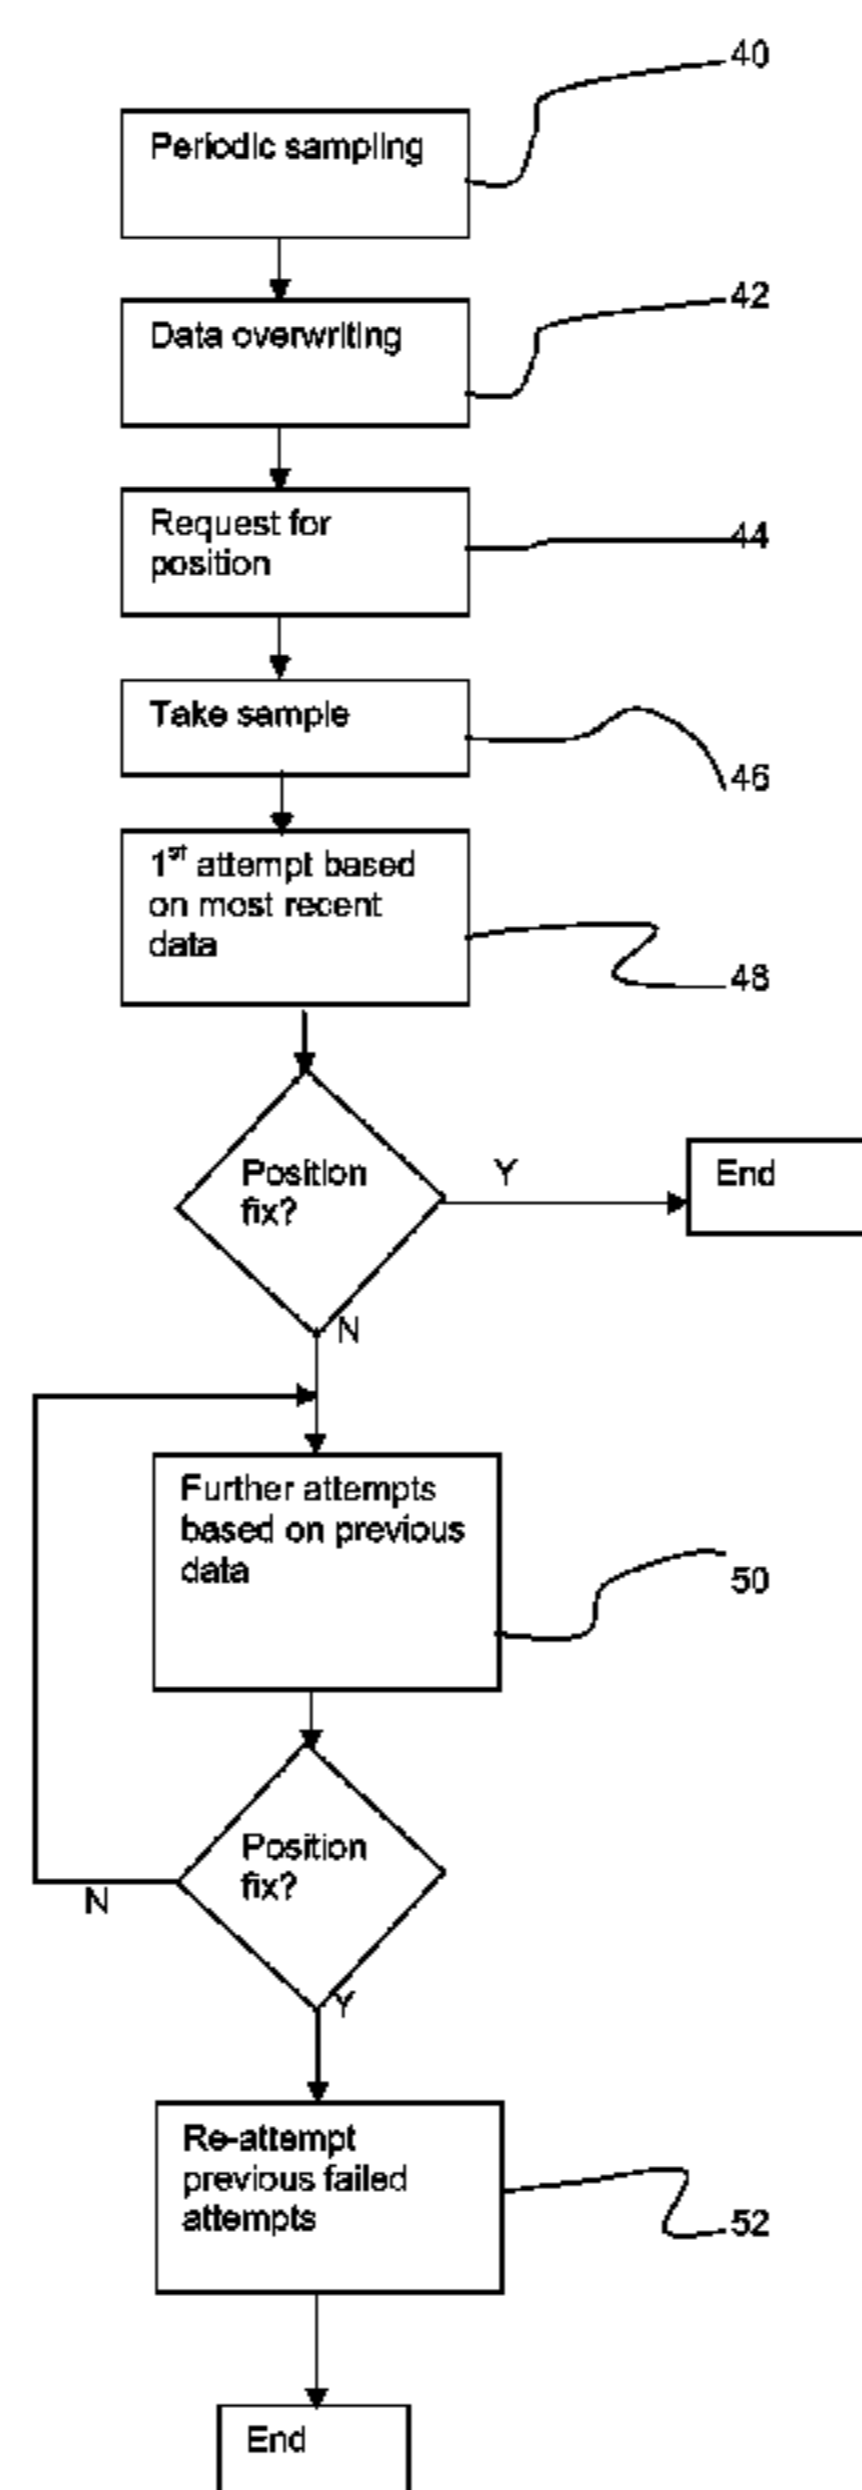 40
Periodic sampling
42
Data overwriting
Request for
position
44
Take sample
46
1st attempt based
on most recent
data
48
Position
fix?
Y
End
N
Further attempts
based on previous
data
50
Position
fix?
N
Y
Re-attempt
previous failed
attempts
52
End